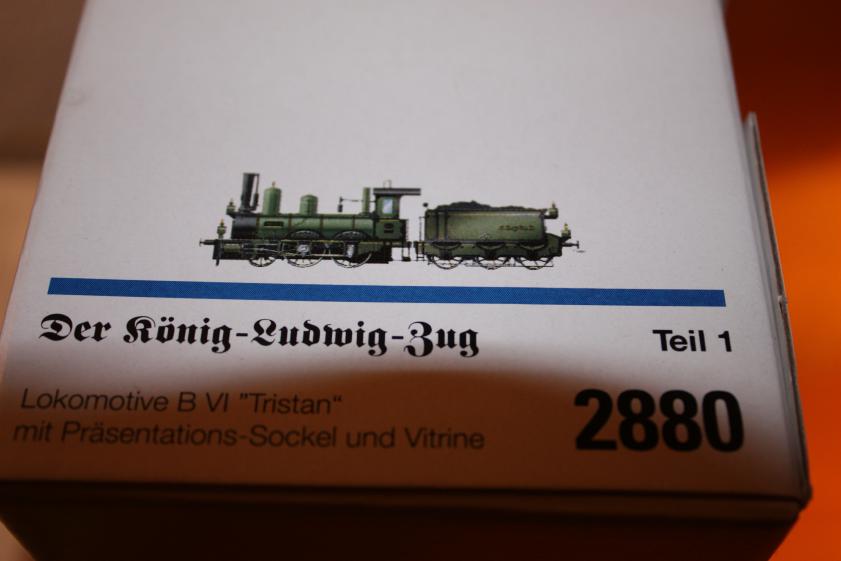 Der König-Ludwig-Zug
Teil 1
Lokomotive B VI "Tristan“
mit Präsentations-Sockel und Vitrine
2880